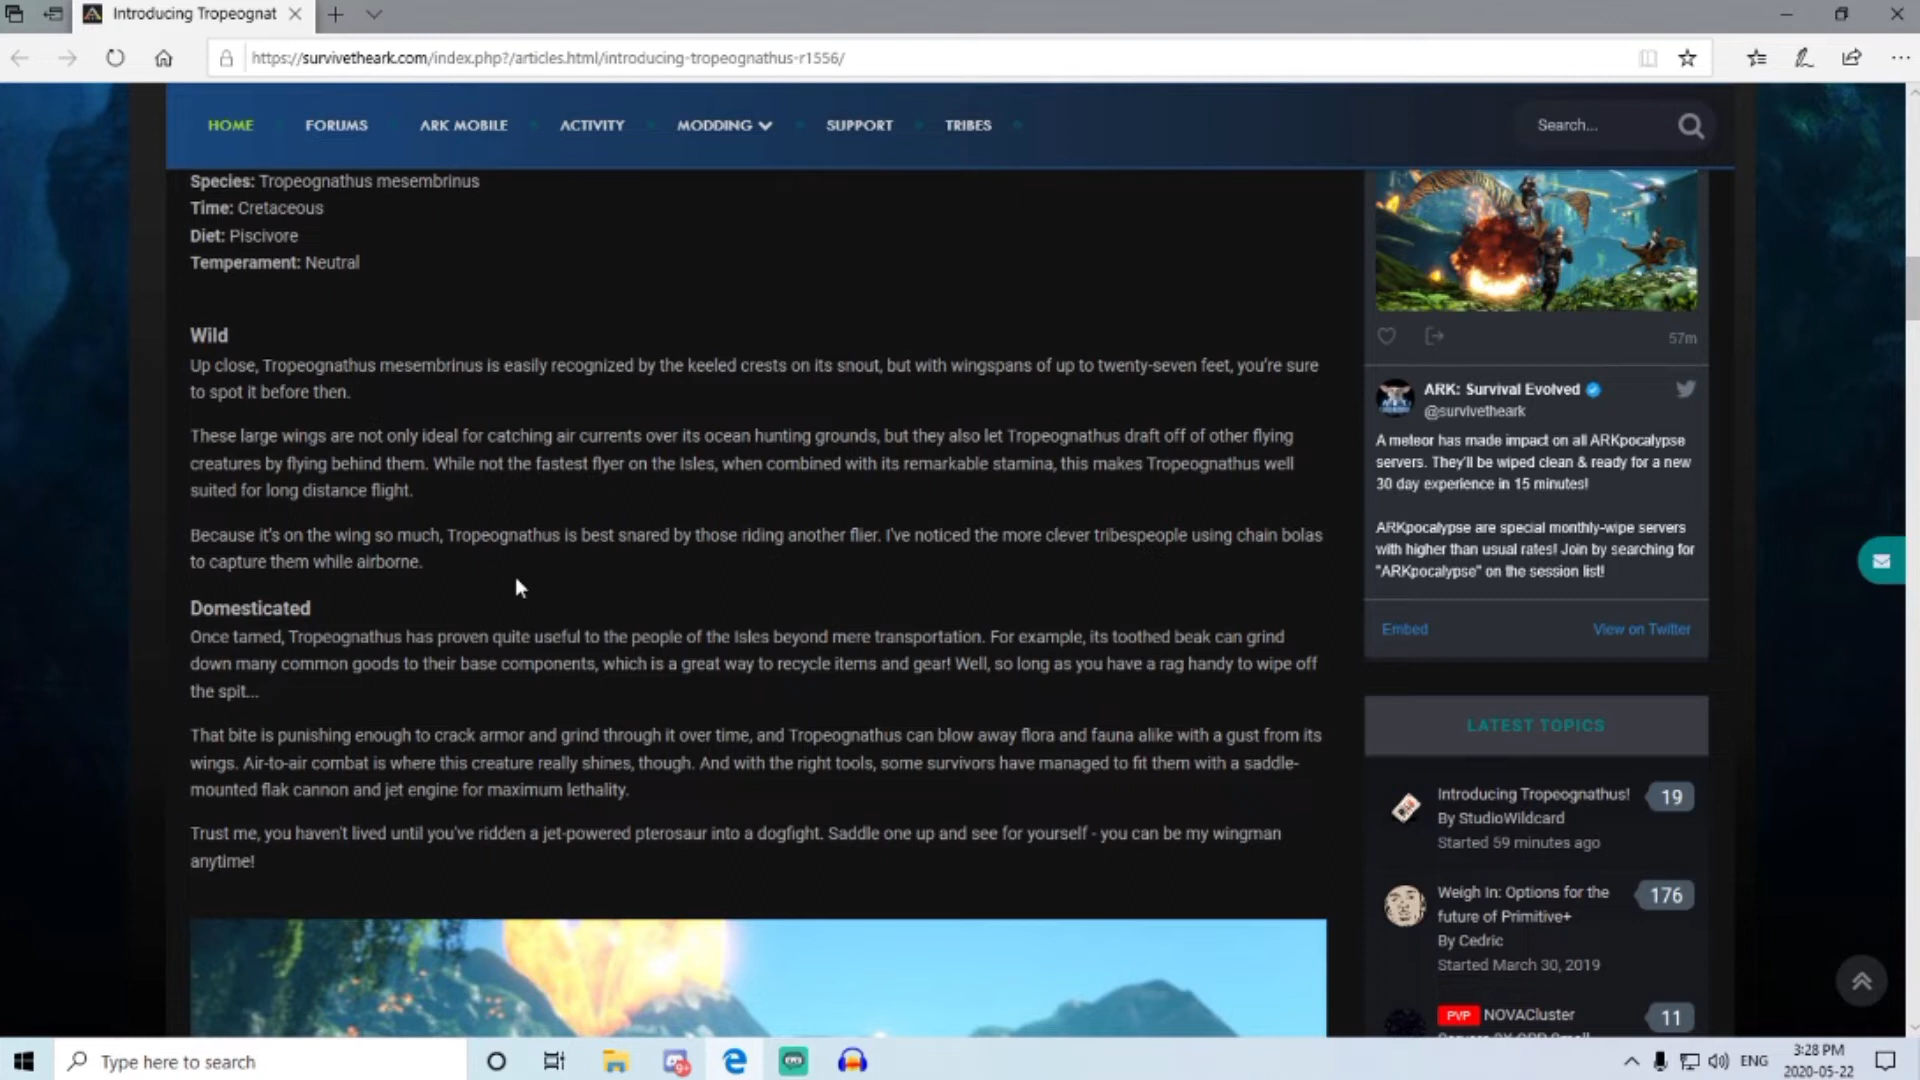 Introducing Tropeognat
https://survivetheark.com/index.php?/articles.html/introducing-tropeognathus-r1556/
HOME FORUMS ARK MOBILE ACTIVITY MODDING SUPPORT TRIBES Search...
Species: Tropeognathus mesembrinus
Time: Cretaceous
Diet: Piscivore
Temperament: Neutral
Wild
Up close, Tropeognathus mesembrinus is easily recognized by the keeled crests on its snout, but with wingspans of up to twenty-seven feet, you're sure
to spot it before then.
These large wings are not only ideal for catching air currents over its ocean hunting grounds, but they also let Tropeognathus draft off of other flying
creatures by flying behind them. While not the fastest flyer on the Isles, when combined with its remarkable stamina, this makes Tropeognathus well
suited for long distance flight.
Because it's on the wing so much, Tropeognathus is best snared by those riding another flier. I've noticed the more clever tribespeople using chain bolas
to capture them while airborne.
Domesticated
Once tamed, Tropeognathus has proven quite useful to the people of the Isles beyond mere transportation. For example, its toothed beak can grind
down many common goods to their base components, which is a great way to recycle items and gear! Well, so long as you have a rag handy to wipe off
the spit...
That bite is punishing enough to crack armor and grind through it over time, and Tropeognathus can blow away flora and fauna alike with a gust from its
wings. Air-to-air combat is where this creature really shines, though. And with the right tools, some survivors have managed to fit them with a saddle-
mounted flak cannon and jet engine for maximum lethality.
Trust me, you haven't lived until you've ridden a jet-powered pterosaur into a dogfight. Saddle one up and see for yourself - you can be my wingman
anytime!
57m
ARK: Survival Evolved
@survivetheark
A meteor has made impact on all ARKpocalypse
servers. They'll be wiped clean & ready for a new
30 day experience in 15 minutes!
ARKpocalypse are special monthly-wipe servers
with higher than usual rates! Join by searching for
"ARKpocalypse" on the session list!
Embed View on Twitter
LATEST TOPICS
Introducing Tropeognathus! 19
By StudioWildcard
Started 59 minutes ago
Weigh In: Options for the 176
future of Primitive+
By Cedric
Started March 30, 2019
PVP NOVACluster 11
Type here to search
ENG 3:28 PM
2020-05-22